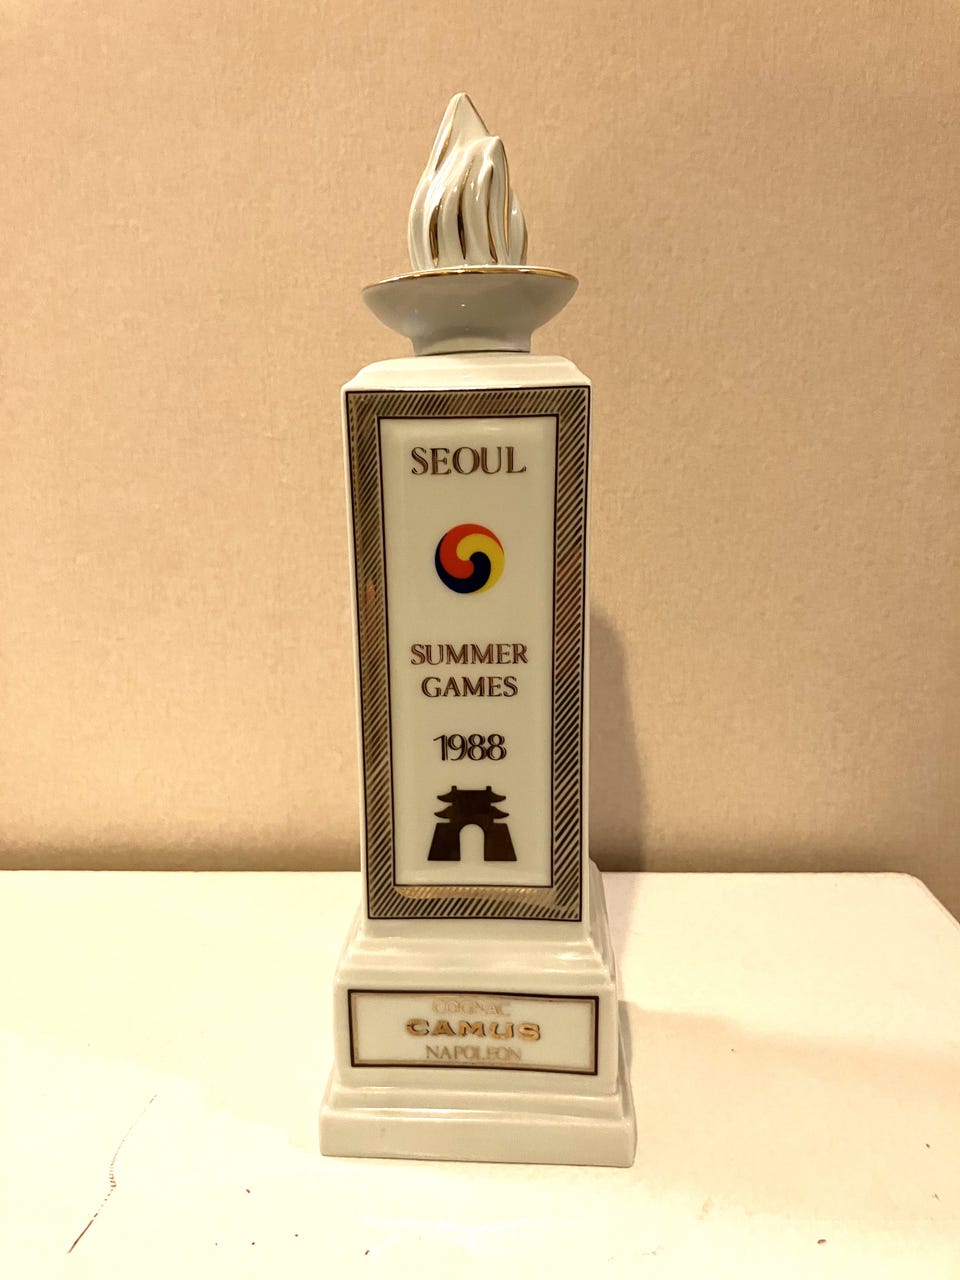 SEOUL
SUMMER
GAMES
1988
COGNAC
CAMUS
NAPOLEON